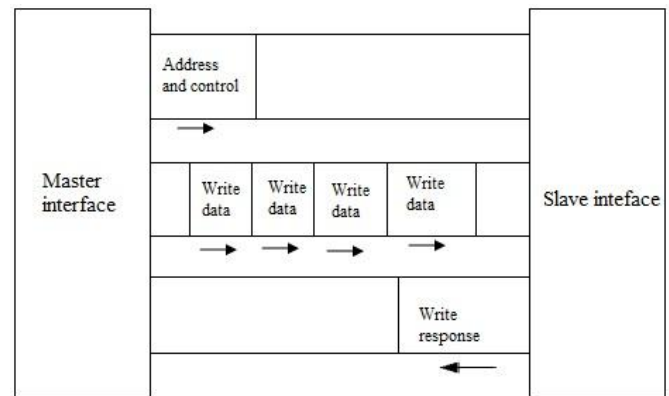 Address
and control
Master
interface
Write
data
Write
data
Write
data
Write
data
Slave inteface
Write
response